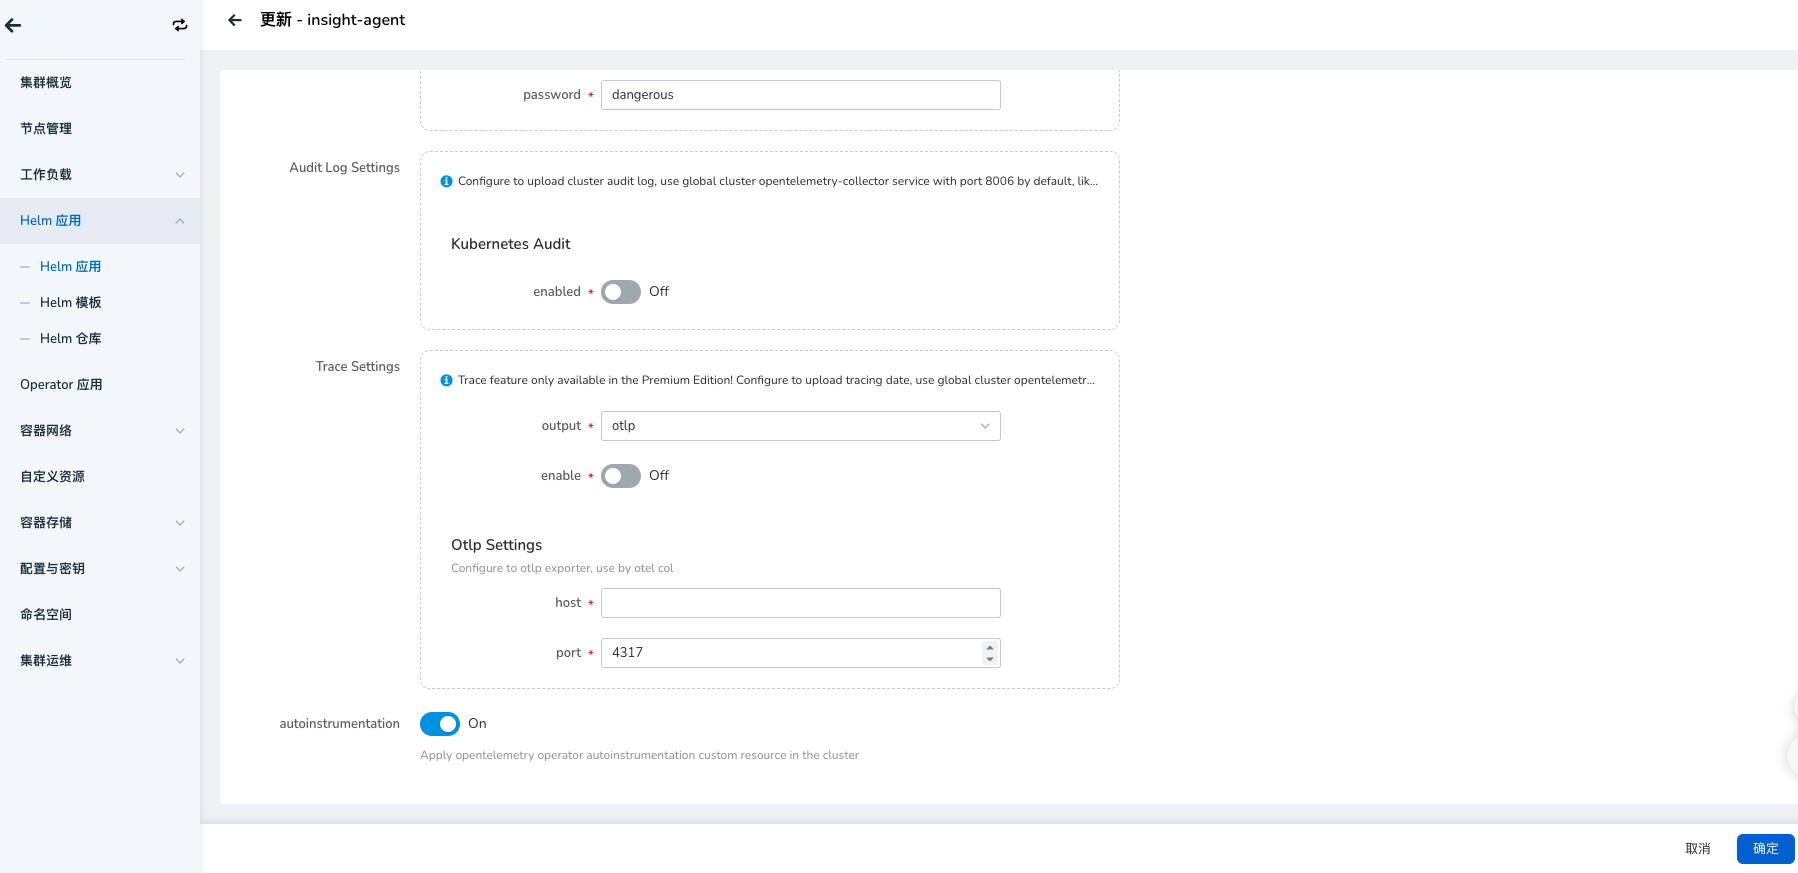 更新 - insight-agent
集群概览
节点管理
工作负载
Helm 应用
Helm 应用
Helm 模板
Helm 仓库
Operator 应用
容器网络
自定义资源
容器存储
配置与密钥
命名空间
集群运维
password * dangerous
Audit Log Settings
Configure to upload cluster audit log, use global cluster opentelemetry-collector service with port 8006 by default, lik...
Kubernetes Audit
enabled * Off
Trace Settings
Trace feature only available in the Premium Edition! Configure to upload tracing date, use global cluster opentelemetr...
output * otlp
enable * Off
Otlp Settings
Configure to otlp exporter, use by otel col
host *
port * 4317
autoinstrumentation On
Apply opentelemetry operator autoinstrumentation custom resource in the cluster
取消 确定